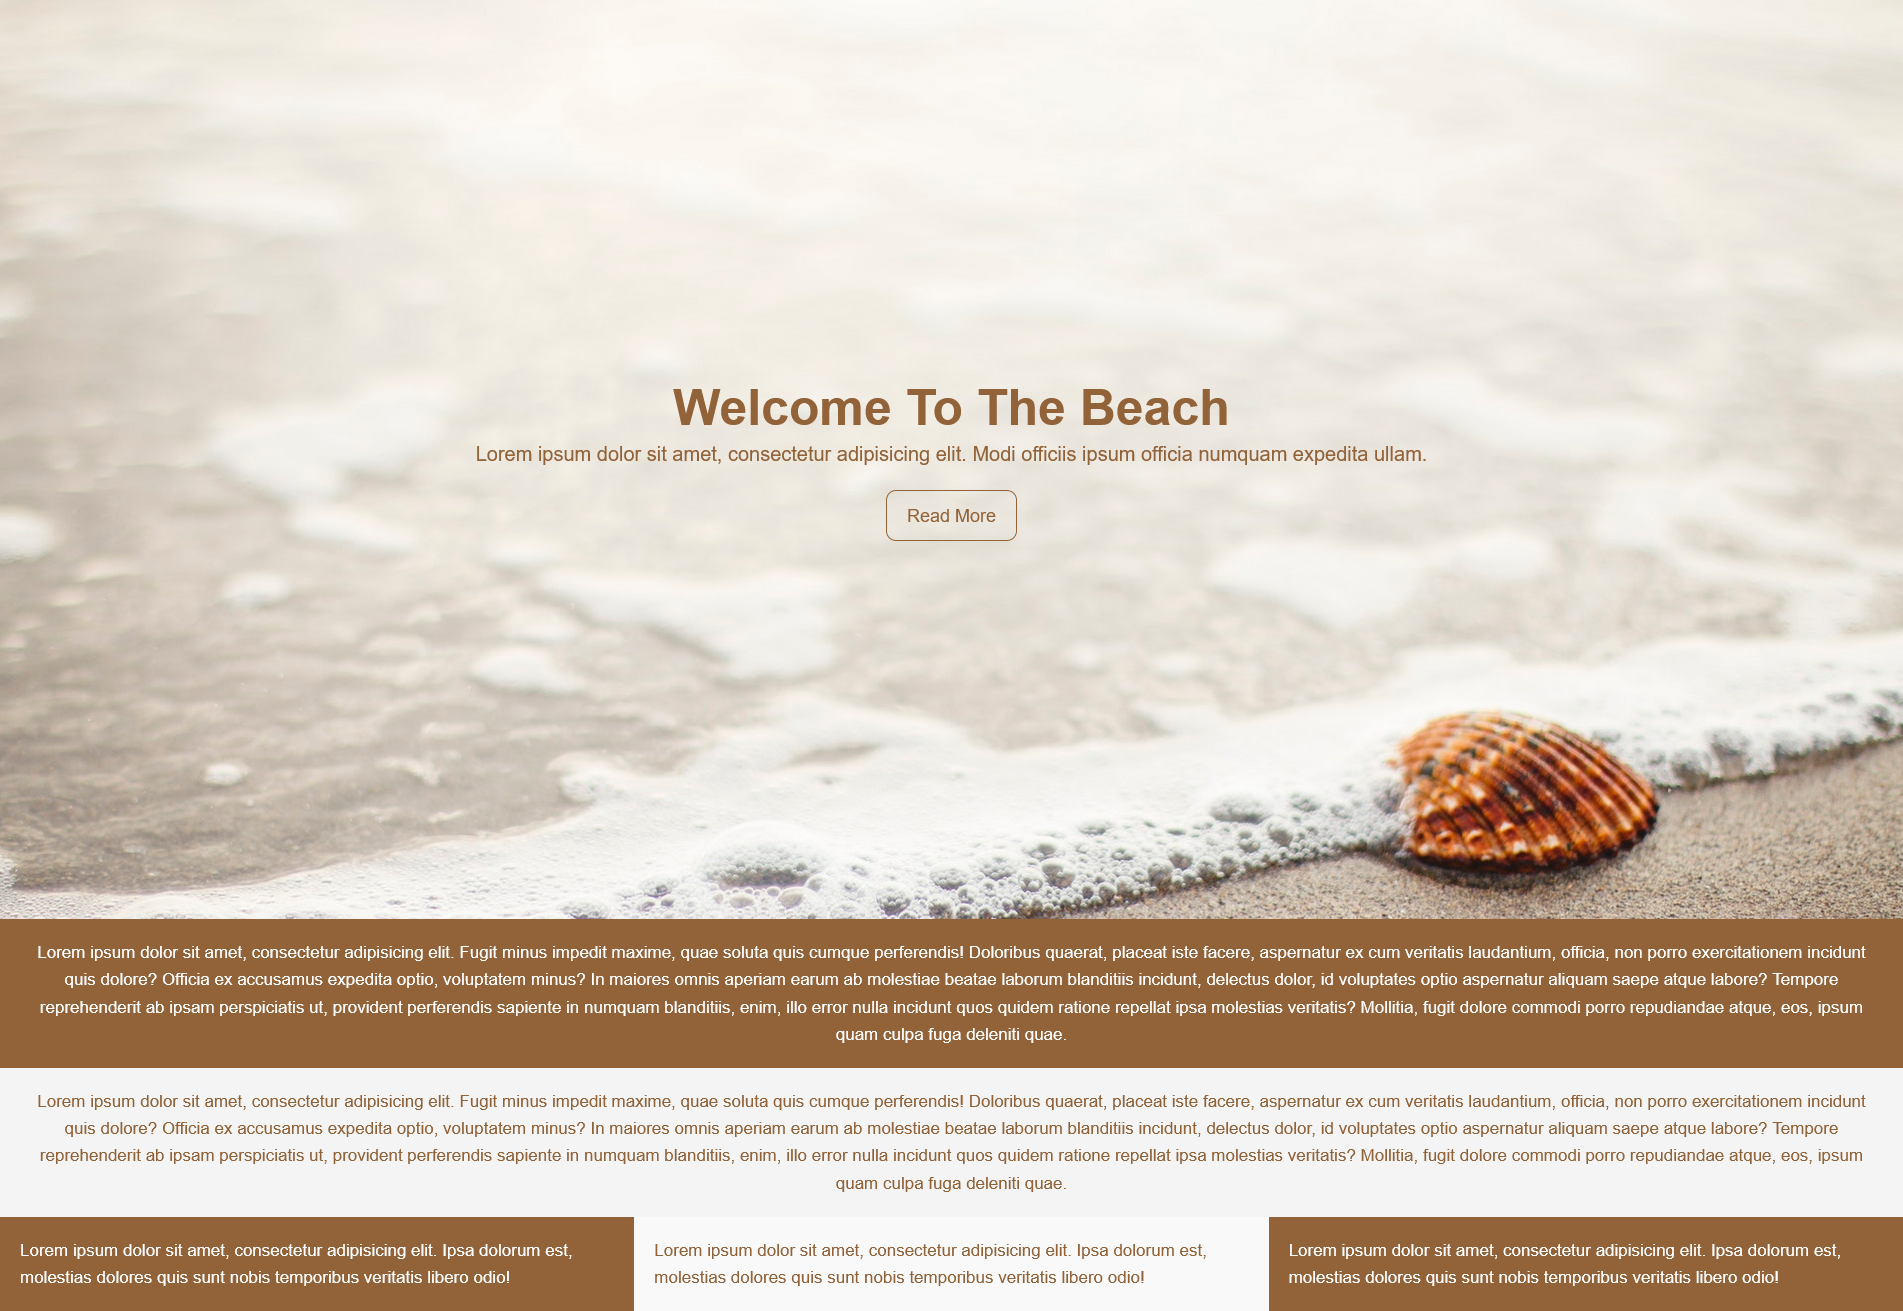 Welcome To The Beach
Lorem ipsum dolor sit amet, consectetur adipisicing elit. Modi officiis ipsum officia numquam expedita ullam.
Read More
Lorem ipsum dolor sit amet, consectetur adipisicing elit. Fugit minus impedit maxime, quae soluta quis cumque perferendis! Doloribus quaerat, placeat iste facere, aspernatur ex cum veritatis laudantium, officia, non porro exercitationem incidunt
quis dolore? Officia ex accusamus expedita optio, voluptatem minus? In maiores omnis aperiam earum ab molestiae beatae laborum blanditiis incidunt, delectus dolor, id voluptates optio aspernatur aliquam saepe atque labore? Tempore
reprehenderit ab ipsam perspiciatis ut, provident perferendis sapiente in numquam blanditiis, enim, illo error nulla incidunt quos quidem ratione repellat ipsa molestias veritatis? Mollitia, fugit dolore commodi porro repudiandae atque, eos, ipsum
quam culpa fuga deleniti quae.
Lorem ipsum dolor sit amet, consectetur adipisicing elit. Fugit minus impedit maxime, quae soluta quis cumque perferendis! Doloribus quaerat, placeat iste facere, aspernatur ex cum veritatis laudantium, officia, non porro exercitationem incidunt
quis dolore? Officia ex accusamus expedita optio, voluptatem minus? In maiores omnis aperiam earum ab molestiae beatae laborum blanditiis incidunt, delectus dolor, id voluptates optio aspernatur aliquam saepe atque labore? Tempore
reprehenderit ab ipsam perspiciatis ut, provident perferendis sapiente in numquam blanditiis, enim, illo error nulla incidunt quos quidem ratione repellat ipsa molestias veritatis? Mollitia, fugit dolore commodi porro repudiandae atque, eos, ipsum
quam culpa fuga deleniti quae.
Lorem ipsum dolor sit amet, consectetur adipisicing elit. Ipsa dolorum est,
molestias dolores quis sunt nobis temporibus veritatis libero odio!
Lorem ipsum dolor sit amet, consectetur adipisicing elit. Ipsa dolorum est,
molestias dolores quis sunt nobis temporibus veritatis libero odio!
Lorem ipsum dolor sit amet, consectetur adipisicing elit. Ipsa dolorum est,
molestias dolores quis sunt nobis temporibus veritatis libero odio!